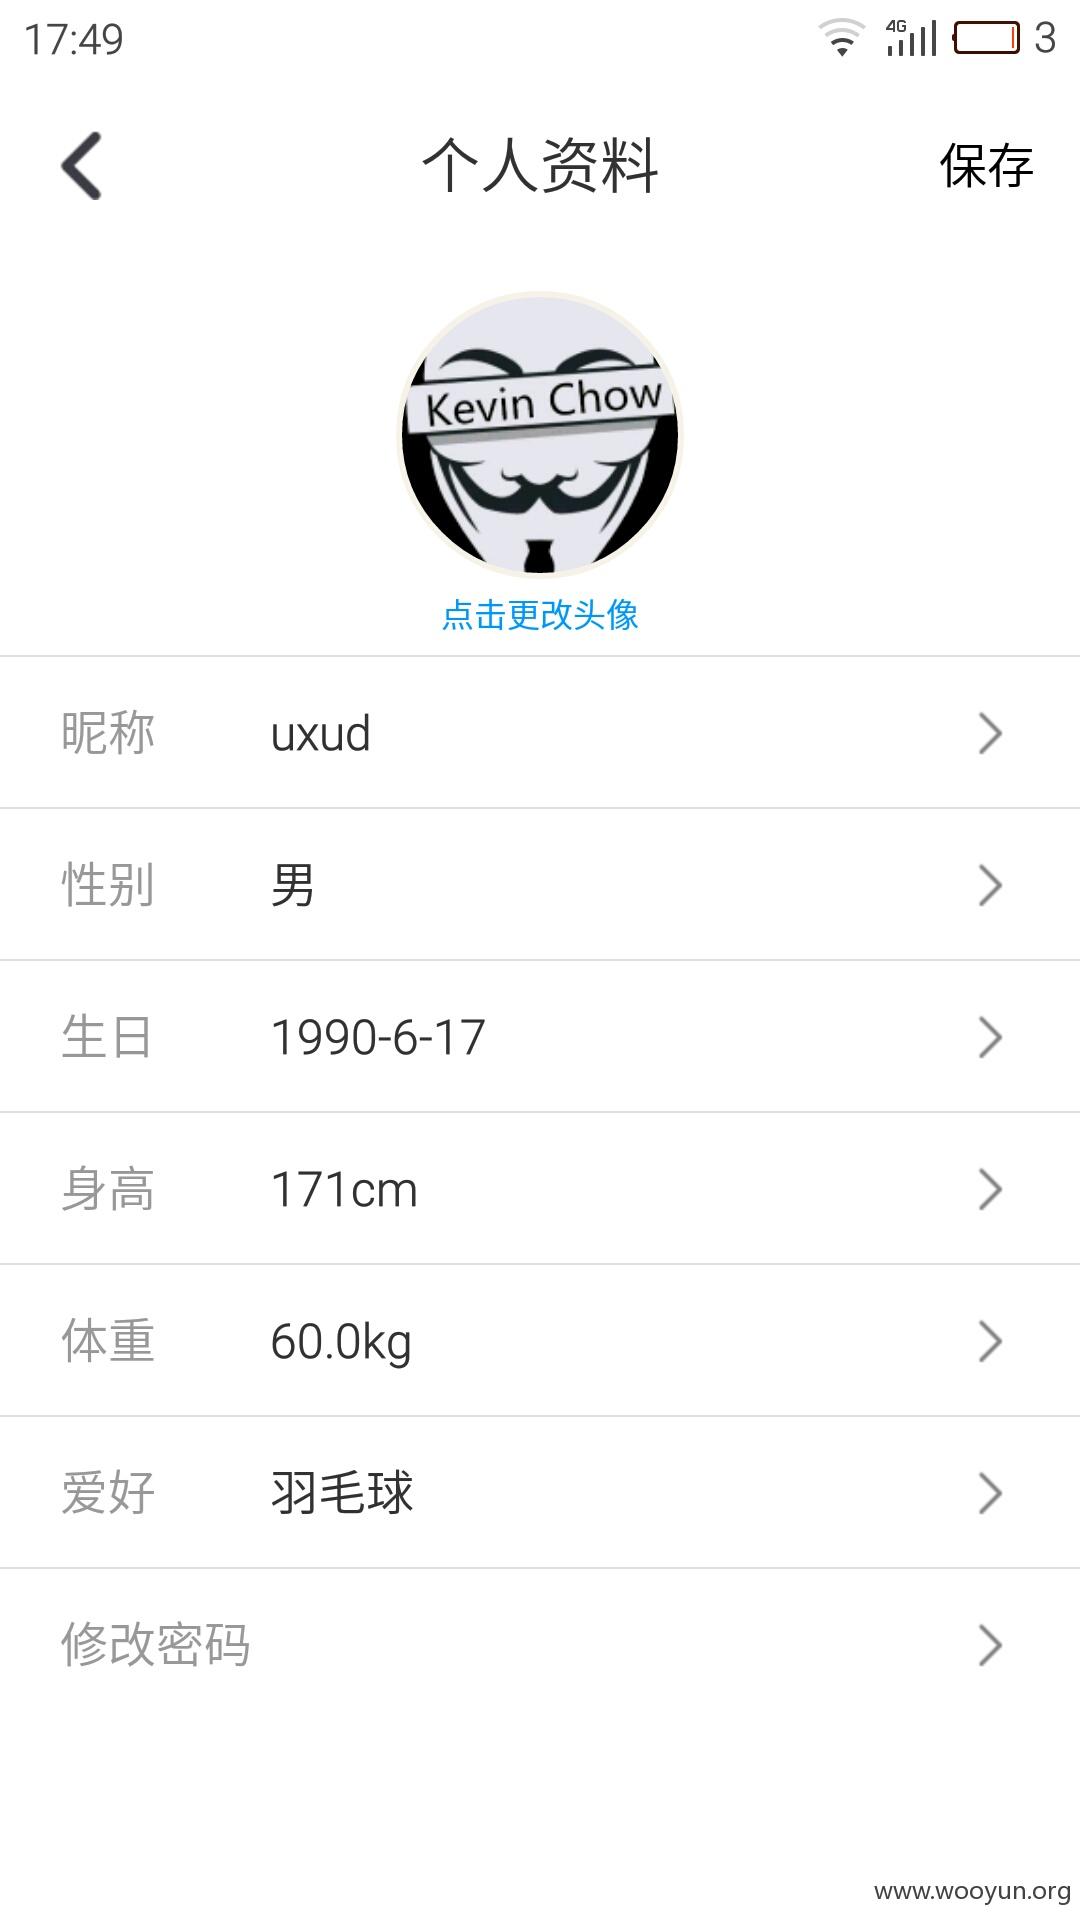 17:49
4G
3
个人资料
保存
Kevin Chow
点击更改头像
昵称 uxud
性别 男
生日 1990-6-17
身高 171cm
体重 60.0kg
爱好 羽毛球
修改密码
www.wooyun.org